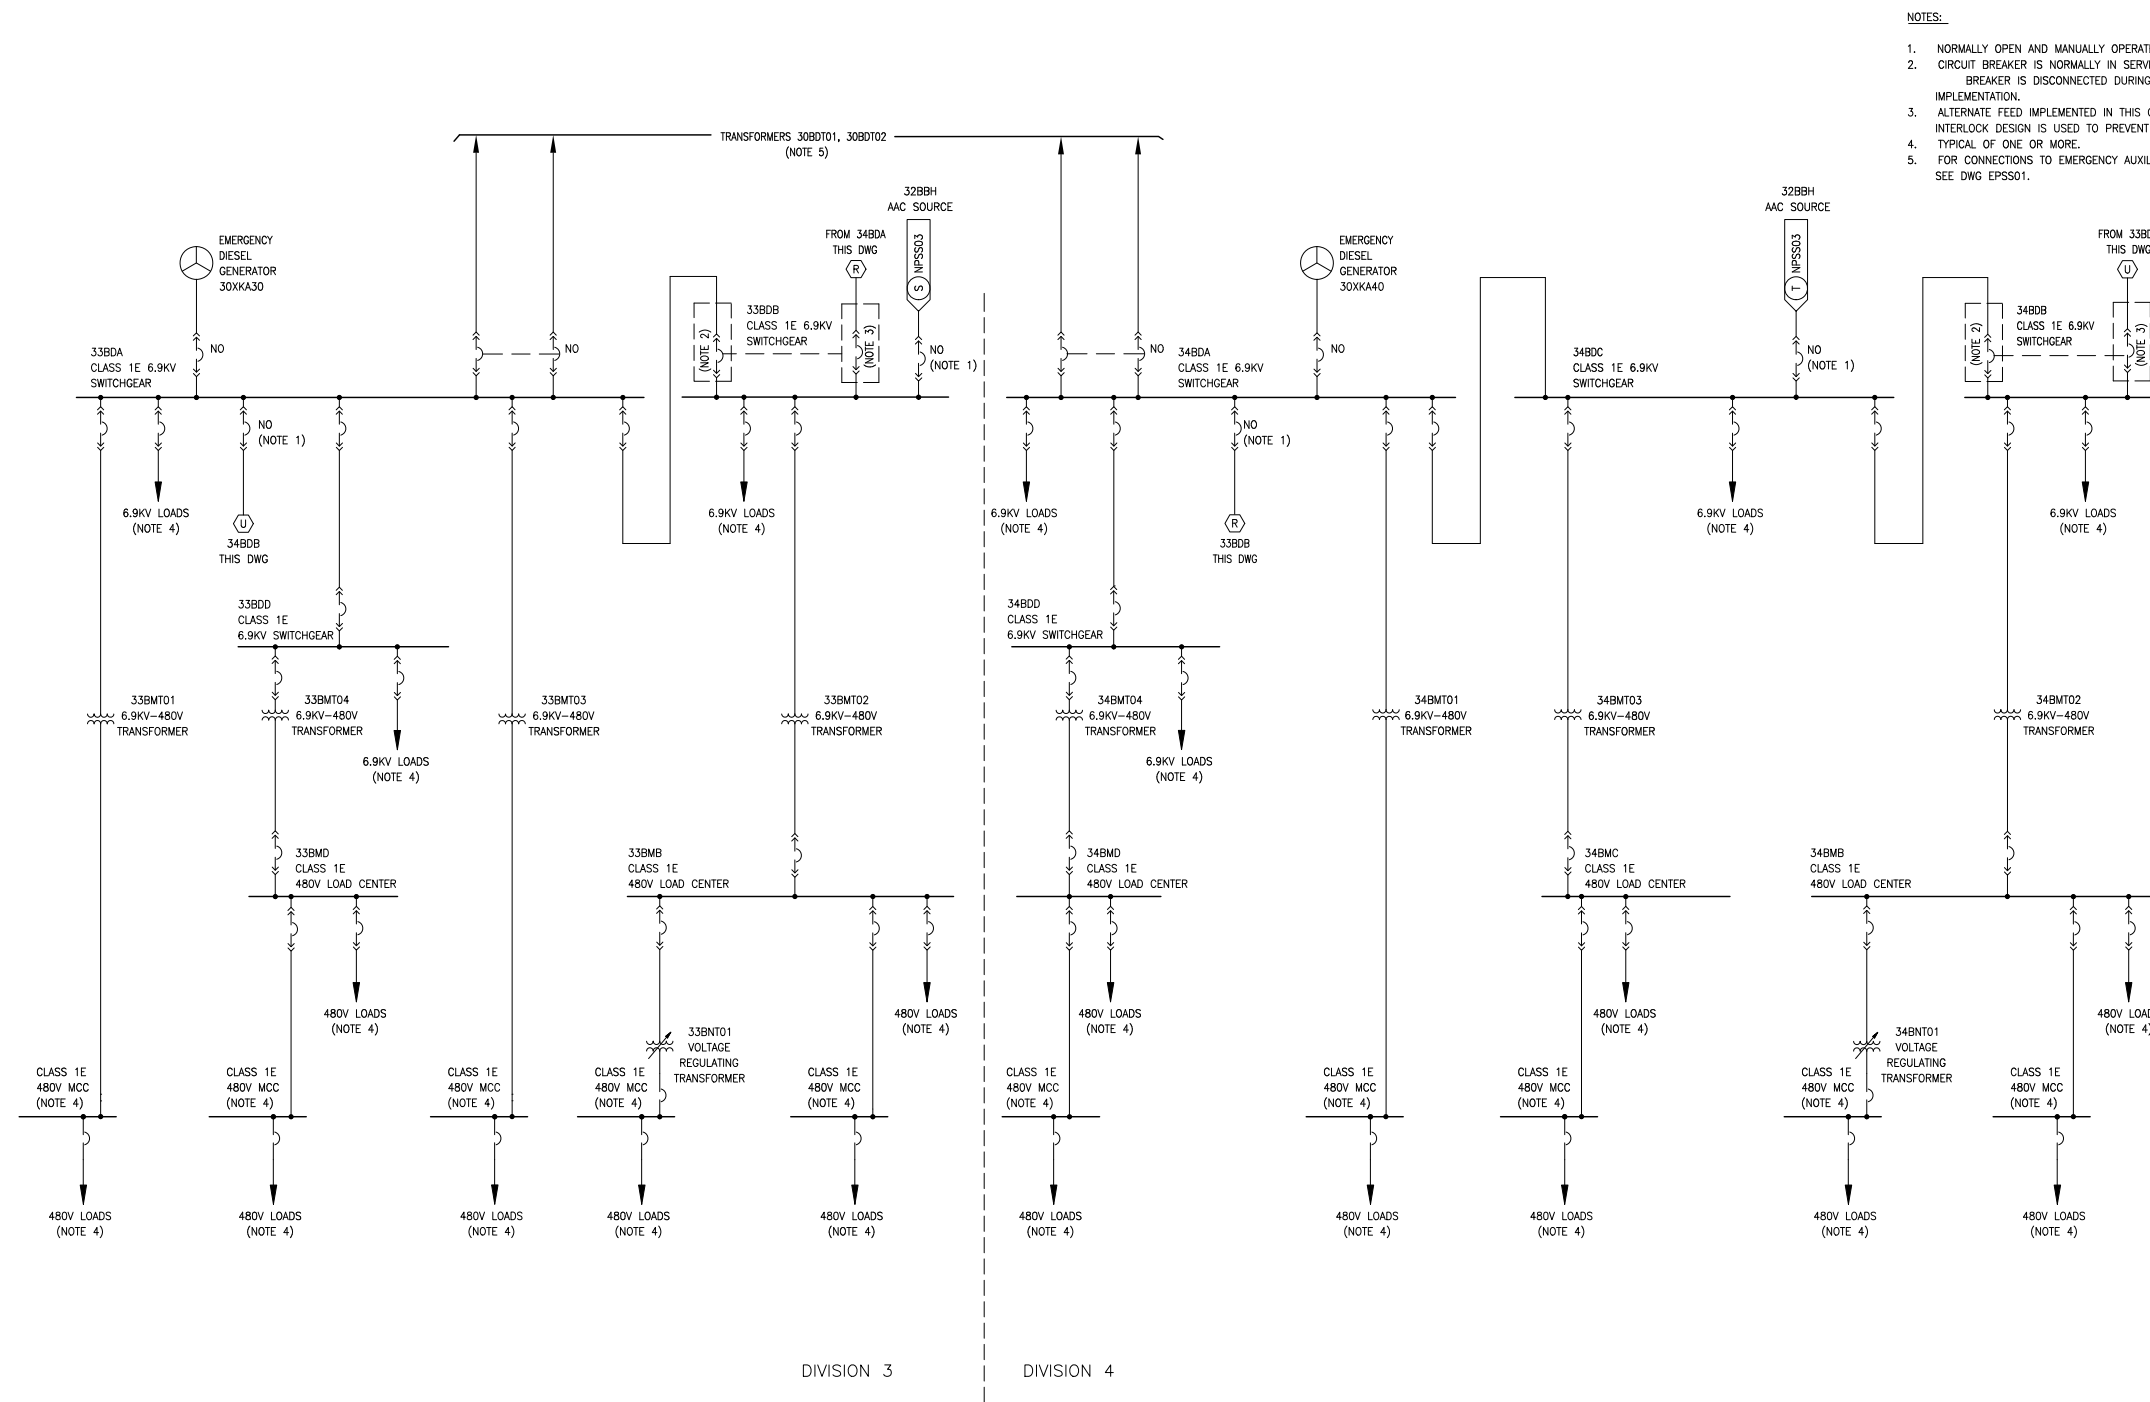 NOTES:
1. NORMALLY OPEN AND MANUALLY
2. CIRCUIT BREAKER IS NORMALLY IN
BREAKER IS DISCONNECTED DURING
IMPLEMENTATION.
3. ALTERNATE FEED IMPLEMENTED IN THIS
INTERLOCK DESIGN IS USED TO PREVENT
4. TYPICAL OF ONE OR MORE.
5. FOR CONNECTIONS TO EMERGENCY
SEE DWG EPSS01.
TRANSFORMERS 30BDT01, 30BDT02
(NOTE 5)
32BBH
AAC SOURCE
NPSS03
S
FROM 34BDA
THIS DWG
R
EMERGENCY
DIESEL
GENERATOR
30XKA30
NO
33BDA
CLASS 1E 6.9KV
SWITCHGEAR
NO
(NOTE 2)
33BDB
CLASS 1E 6.9KV
SWITCHGEAR
(NOTE 3)
NO
(NOTE 1)
NO
34BDA
CLASS 1E 6.9KV
SWITCHGEAR
EMERGENCY
DIESEL
GENERATOR
30XKA40
NO
34BDC
CLASS 1E 6.9KV
SWITCHGEAR
32BBH
AAC SOURCE
NPSS03
T
NO
(NOTE 1)
FROM
THIS DWG
U
(NOTE 2)
34BDB
CLASS 1E 6.9KV
SWITCHGEAR
(NOTE 3)
NO
(NOTE 1)
6.9KV LOADS
(NOTE 4)
U
34BDB
THIS DWG
6.9KV LOADS
(NOTE 4)
6.9KV LOADS
(NOTE 4)
NO
(NOTE 1)
R
33BDB
THIS DWG
6.9KV LOADS
(NOTE 4)
6.9KV LOADS
(NOTE 4)
33BDD
CLASS 1E
6.9KV SWITCHGEAR
34BDD
CLASS 1E
6.9KV SWITCHGEAR
33BMT01
6.9KV-480V
TRANSFORMER
33BMT04
6.9KV-480V
TRANSFORMER
6.9KV LOADS
(NOTE 4)
33BMT03
6.9KV-480V
TRANSFORMER
33BMT02
6.9KV-480V
TRANSFORMER
34BMT04
6.9KV-480V
TRANSFORMER
6.9KV LOADS
(NOTE 4)
34BMT01
6.9KV-480V
TRANSFORMER
34BMT03
6.9KV-480V
TRANSFORMER
34BMT02
6.9KV-480V
TRANSFORMER
33BMD
CLASS 1E
480V LOAD CENTER
33BMB
CLASS 1E
480V LOAD CENTER
34BMD
CLASS 1E
480V LOAD CENTER
34BMC
CLASS 1E
480V LOAD CENTER
34BMB
CLASS 1E
480V LOAD CENTER
480V LOADS
(NOTE 4)
480V LOADS
(NOTE 4)
480V LOADS
(NOTE 4)
480V LOADS
(NOTE 4)
480V
(NOTE 4)
33BNT01
VOLTAGE
REGULATING
TRANSFORMER
34BNT01
VOLTAGE
REGULATING
TRANSFORMER
CLASS 1E
480V MCC
(NOTE 4)
CLASS 1E
480V MCC
(NOTE 4)
CLASS 1E
480V MCC
(NOTE 4)
CLASS 1E
480V MCC
(NOTE 4)
CLASS 1E
480V MCC
(NOTE 4)
CLASS 1E
480V MCC
(NOTE 4)
CLASS 1E
480V MCC
(NOTE 4)
CLASS 1E
480V MCC
(NOTE 4)
CLASS 1E
480V MCC
(NOTE 4)
CLASS 1E
480V MCC
(NOTE 4)
480V LOADS
(NOTE 4)
480V LOADS
(NOTE 4)
480V LOADS
(NOTE 4)
480V LOADS
(NOTE 4)
480V LOADS
(NOTE 4)
480V LOADS
(NOTE 4)
480V LOADS
(NOTE 4)
480V LOADS
(NOTE 4)
480V LOADS
(NOTE 4)
480V LOADS
(NOTE 4)
DIVISION 3
DIVISION 4